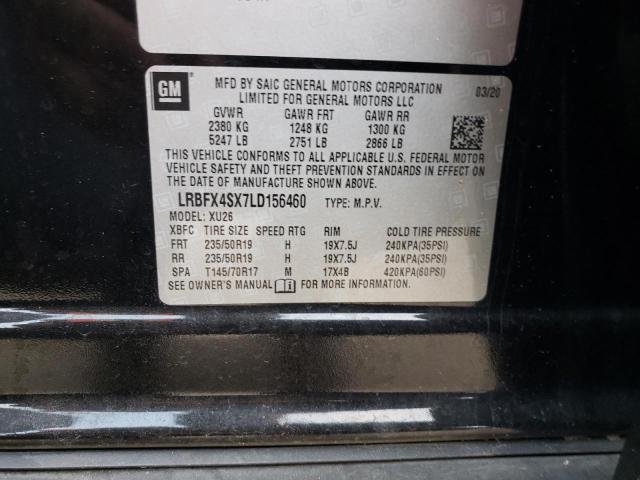 GM
MFD BY SAIC GENERAL MOTORS CORPORATION 03/20
LIMITED FOR GENERAL MOTORS LLC
GVWR GAWR FRT GAWR RR
2380 KG 1248 KG 1300 KG
5247 LB 2751 LB 2866 LB
THIS VEHICLE CONFORMS TO ALL APPLICABLE U.S. FEDERAL MOTOR
VEHICLE SAFETY AND THEFT PREVENTION STANDARDS IN EFFECT ON
THE DATE OF MANUFACTURE SHOWN ABOVE.
LRBFX4SX7LD156460 TYPE: M.P.V.
MODEL: XU26
XBFC TIRE SIZE SPEED RTG RIM COLD TIRE PRESSURE
FRT 235/50R19 H 19X7.5J 240KPA(35PSI)
RR 235/50R19 H 19X7.5J 240KPA(35PSI)
SPA T145/70R17 M 17X4B 420KPA(60PSI)
SEE OWNER'S MANUAL FOR MORE INFORMATION.